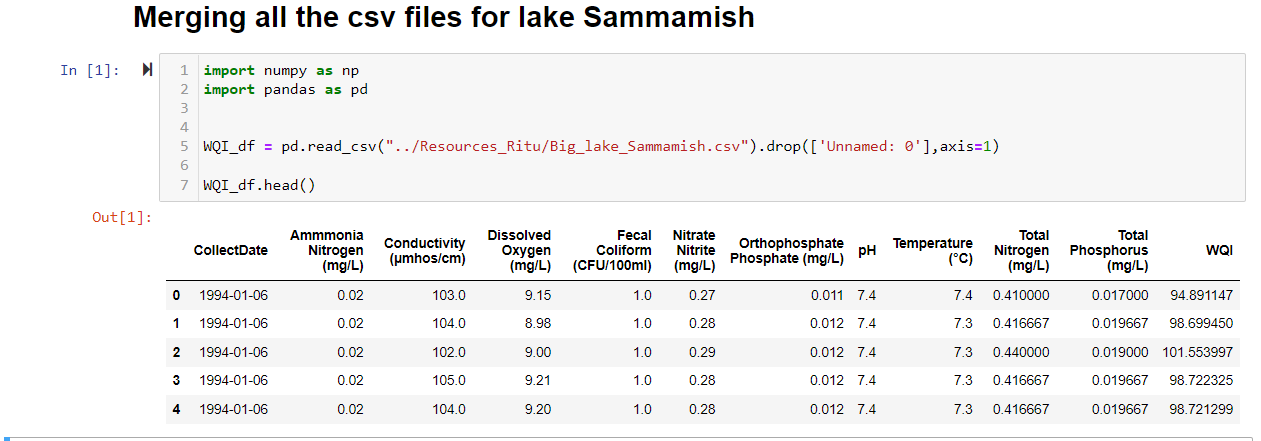 Merging all the csv files for lake Sammamish
In [1]:
1 import numpy as np
2 import pandas as pd
3
4
5 WQI_df = pd.read_csv("../Resources_Ritu/Big_lake_Sammamish.csv").drop(['Unnamed: 0'],axis=1)
6
7 WQI_df.head()
Out[1]:
CollectDate Ammmonia Nitrogen (mg/L) Conductivity (µmhos/cm) Dissolved Oxygen (mg/L) Fecal Coliform (CFU/100ml) Nitrate Nitrite (mg/L) Orthophosphate Phosphate (mg/L) pH Temperature (°C) Total Nitrogen (mg/L) Total Phosphorus (mg/L) WQI
0 1994-01-06 0.02 103.0 9.15 1.0 0.27 0.011 7.4 7.4 0.410000 0.017000 94.891147
1 1994-01-06 0.02 104.0 8.98 1.0 0.28 0.012 7.4 7.3 0.416667 0.019667 98.699450
2 1994-01-06 0.02 102.0 9.00 1.0 0.29 0.012 7.4 7.3 0.440000 0.019000 101.553997
3 1994-01-06 0.02 105.0 9.21 1.0 0.28 0.012 7.4 7.3 0.416667 0.019667 98.722325
4 1994-01-06 0.02 104.0 9.20 1.0 0.28 0.012 7.4 7.3 0.416667 0.019667 98.721299